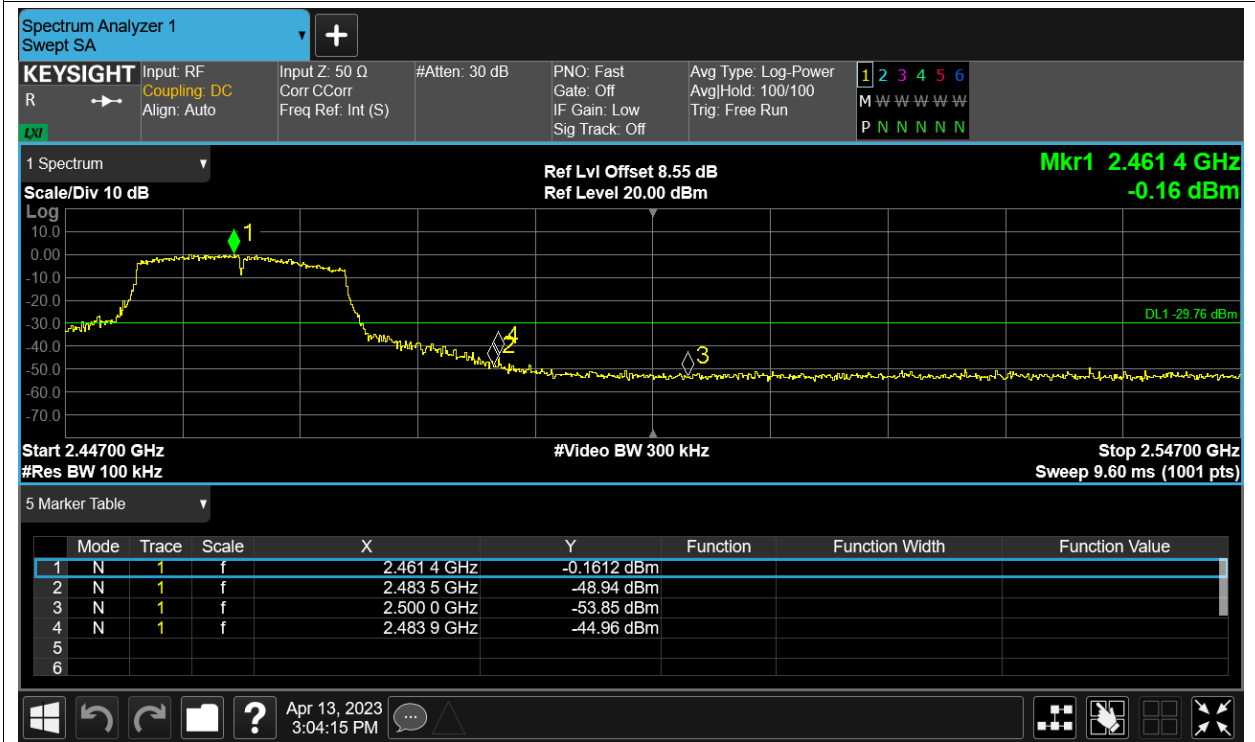 Spectrum Analyzer 1
Swept SA
+
KEYSIGHT Input: RF Input Z: 50 Ω #Atten: 30 dB PNO: Fast Avg Type: Log-Power 1 2 3 4 5 6
R Coupling: DC Corr CCorr Gate: Off Avg|Hold: 100/100 M W W W W W
Align: Auto Freq Ref: Int (S) IF Gain: Low Trig: Free Run
LXI Sig Track: Off P N N N N N
1 Spectrum Ref Lvl Offset 8.55 dB Mkr1 2.461 4 GHz
Scale/Div 10 dB Ref Level 20.00 dBm -0.16 dBm
Log
10.0 1
0.00
-10.0
-20.0
-30.0 DL1 -29.76 dBm
-40.0 4 2 3
-50.0
-60.0
-70.0
Start 2.44700 GHz #Video BW 300 kHz Stop 2.54700 GHz
#Res BW 100 kHz Sweep 9.60 ms (1001 pts)
5 Marker Table
Mode Trace Scale X Y Function Function Width Function Value
1 N 1 f 2.461 4 GHz -0.1612 dBm
2 N 1 f 2.483 5 GHz -48.94 dBm
3 N 1 f 2.500 0 GHz -53.85 dBm
4 N 1 f 2.483 9 GHz -44.96 dBm
5
6
? Apr 13, 2023
3:04:15 PM